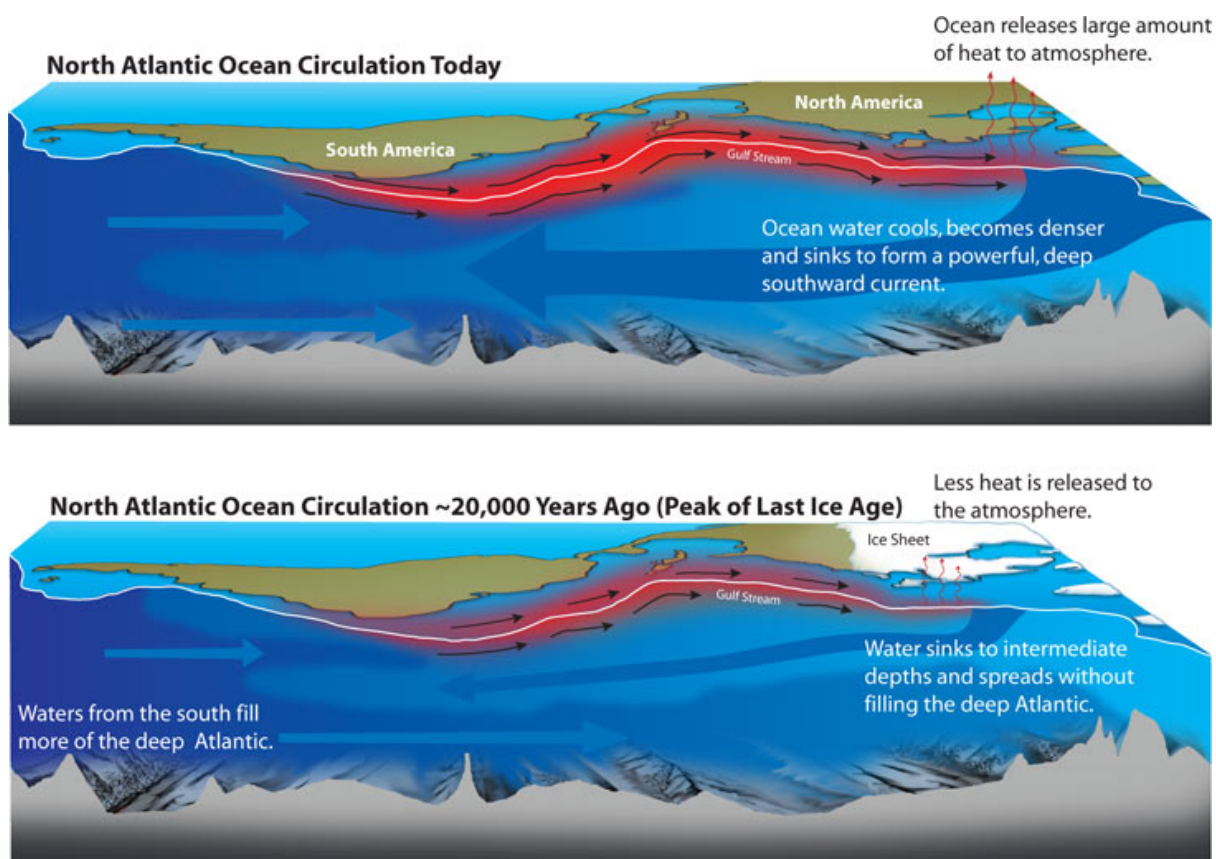 Ocean releases large amount
of heat to atmosphere.
North Atlantic Ocean Circulation Today
North America
South America
Gulf Stream
Ocean water cools, becomes denser
and sinks to form a powerful, deep
southward current.
North Atlantic Ocean Circulation ~20,000 Years Ago (Peak of Last Ice Age)
Less heat is released to
the atmosphere.
Ice Sheet
Gulf Stream
Water sinks to intermediate
depths and spreads without
filling the deep Atlantic.
Waters from the south fill
more of the deep Atlantic.